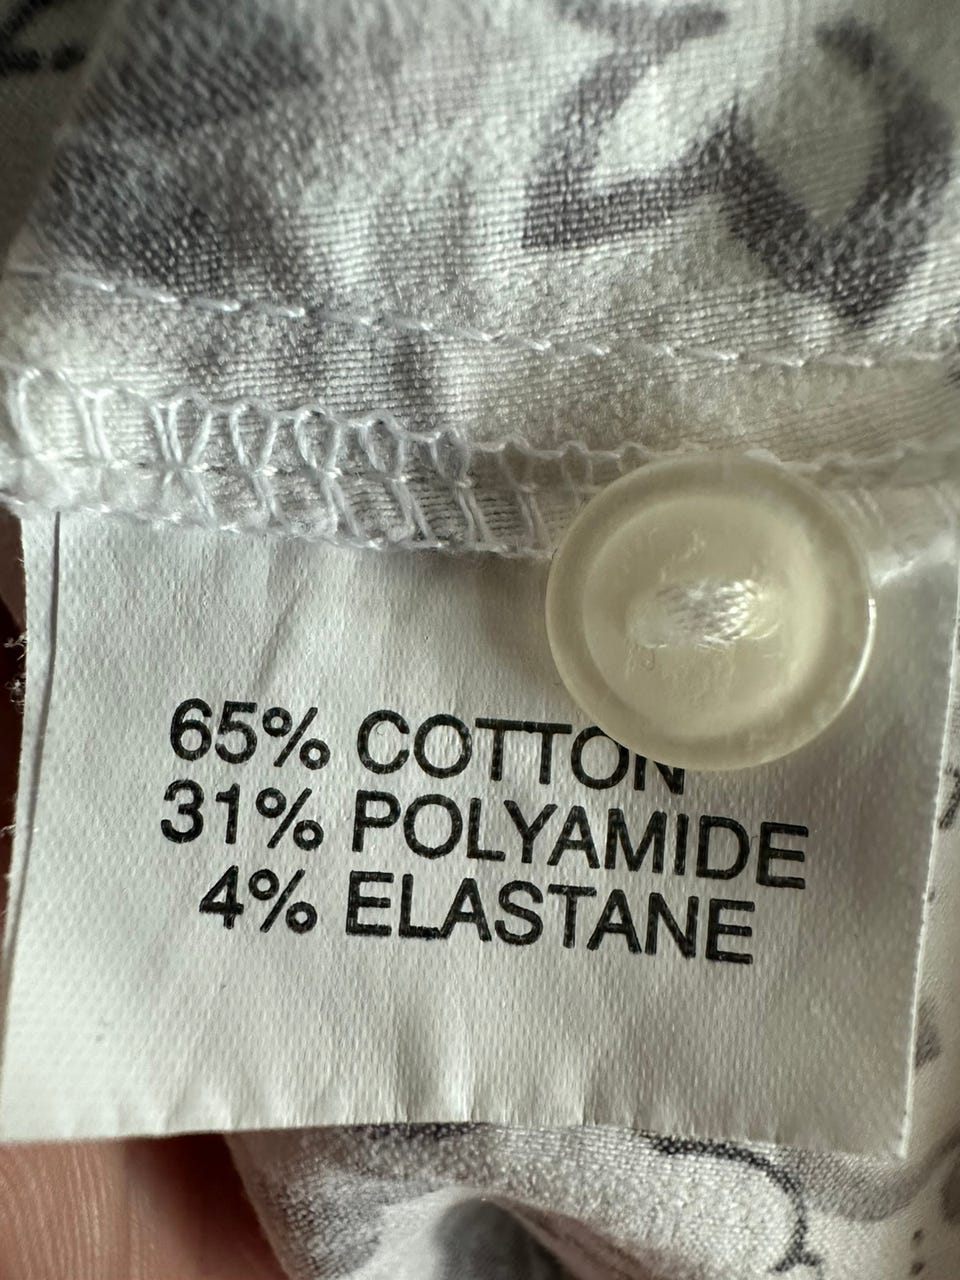 65% COTTON
31% POLYAMIDE
4% ELASTANE